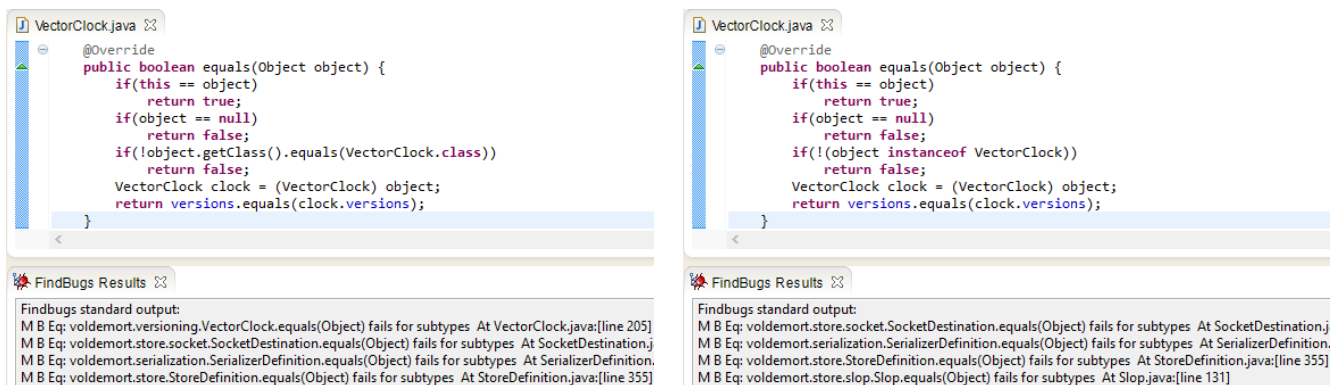 VectorClock.java
@Override
public boolean equals(Object object) {
if(this == object)
return true;
if(object == null)
return false;
if(!object.getClass().equals(VectorClock.class))
return false;
VectorClock clock = (VectorClock) object;
return versions.equals(clock.versions);
}
FindBugs Results
Findbugs standard output:
M B Eq: voldemort.versioning.VectorClock.equals(Object) fails for subtypes At VectorClock.java:[line 205]
M B Eq: voldemort.store.socket.SocketDestination.equals(Object) fails for subtypes At SocketDestination.j
M B Eq: voldemort.serialization.SerializerDefinition.equals(Object) fails for subtypes At SerializerDefinition.
M B Eq: voldemort.store.StoreDefinition.equals(Object) fails for subtypes At StoreDefinition.java:[line 355]
VectorClock.java
@Override
public boolean equals(Object object) {
if(this == object)
return true;
if(object == null)
return false;
if(!(object instanceof VectorClock))
return false;
VectorClock clock = (VectorClock) object;
return versions.equals(clock.versions);
}
FindBugs Results
Findbugs standard output:
M B Eq: voldemort.store.socket.SocketDestination.equals(Object) fails for subtypes At SocketDestination.j
M B Eq: voldemort.serialization.SerializerDefinition.equals(Object) fails for subtypes At SerializerDefinition.
M B Eq: voldemort.store.StoreDefinition.equals(Object) fails for subtypes At StoreDefinition.java:[line 355]
M B Eq: voldemort.store.slop.Slop.equals(Object) fails for subtypes At Slop.java:[line 131]